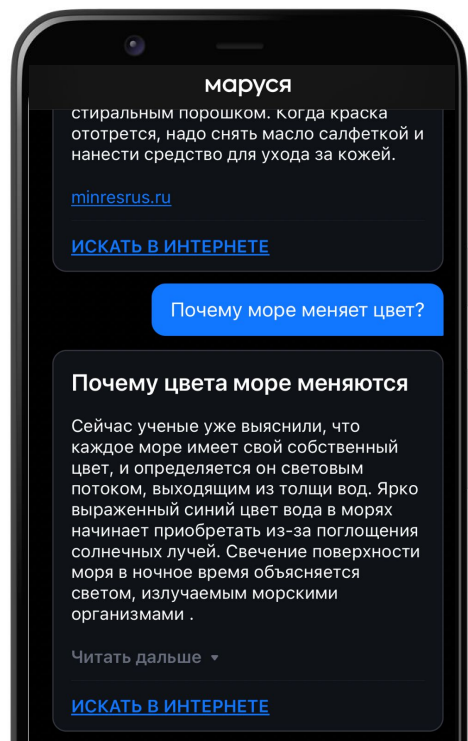 маруся
стиральным порошком. Когда краска
ототрется, надо снять масло салфеткой и
нанести средство для ухода за кожей.
minresrus.ru
ИСКАТЬ В ИНТЕРНЕТЕ
Почему море меняет цвет?
Почему цвета море меняются
Сейчас ученые уже выяснили, что
каждое море имеет свой собственный
цвет, и определяется он световым
потоком, выходящим из толщи вод. Ярко
выраженный синий цвет вода в морях
начинает приобретать из-за поглощения
солнечных лучей. Свечение поверхности
моря в ночное время объясняется
светом, излучаемым морскими
организмами .
Читать дальше
ИСКАТЬ В ИНТЕРНЕТЕ